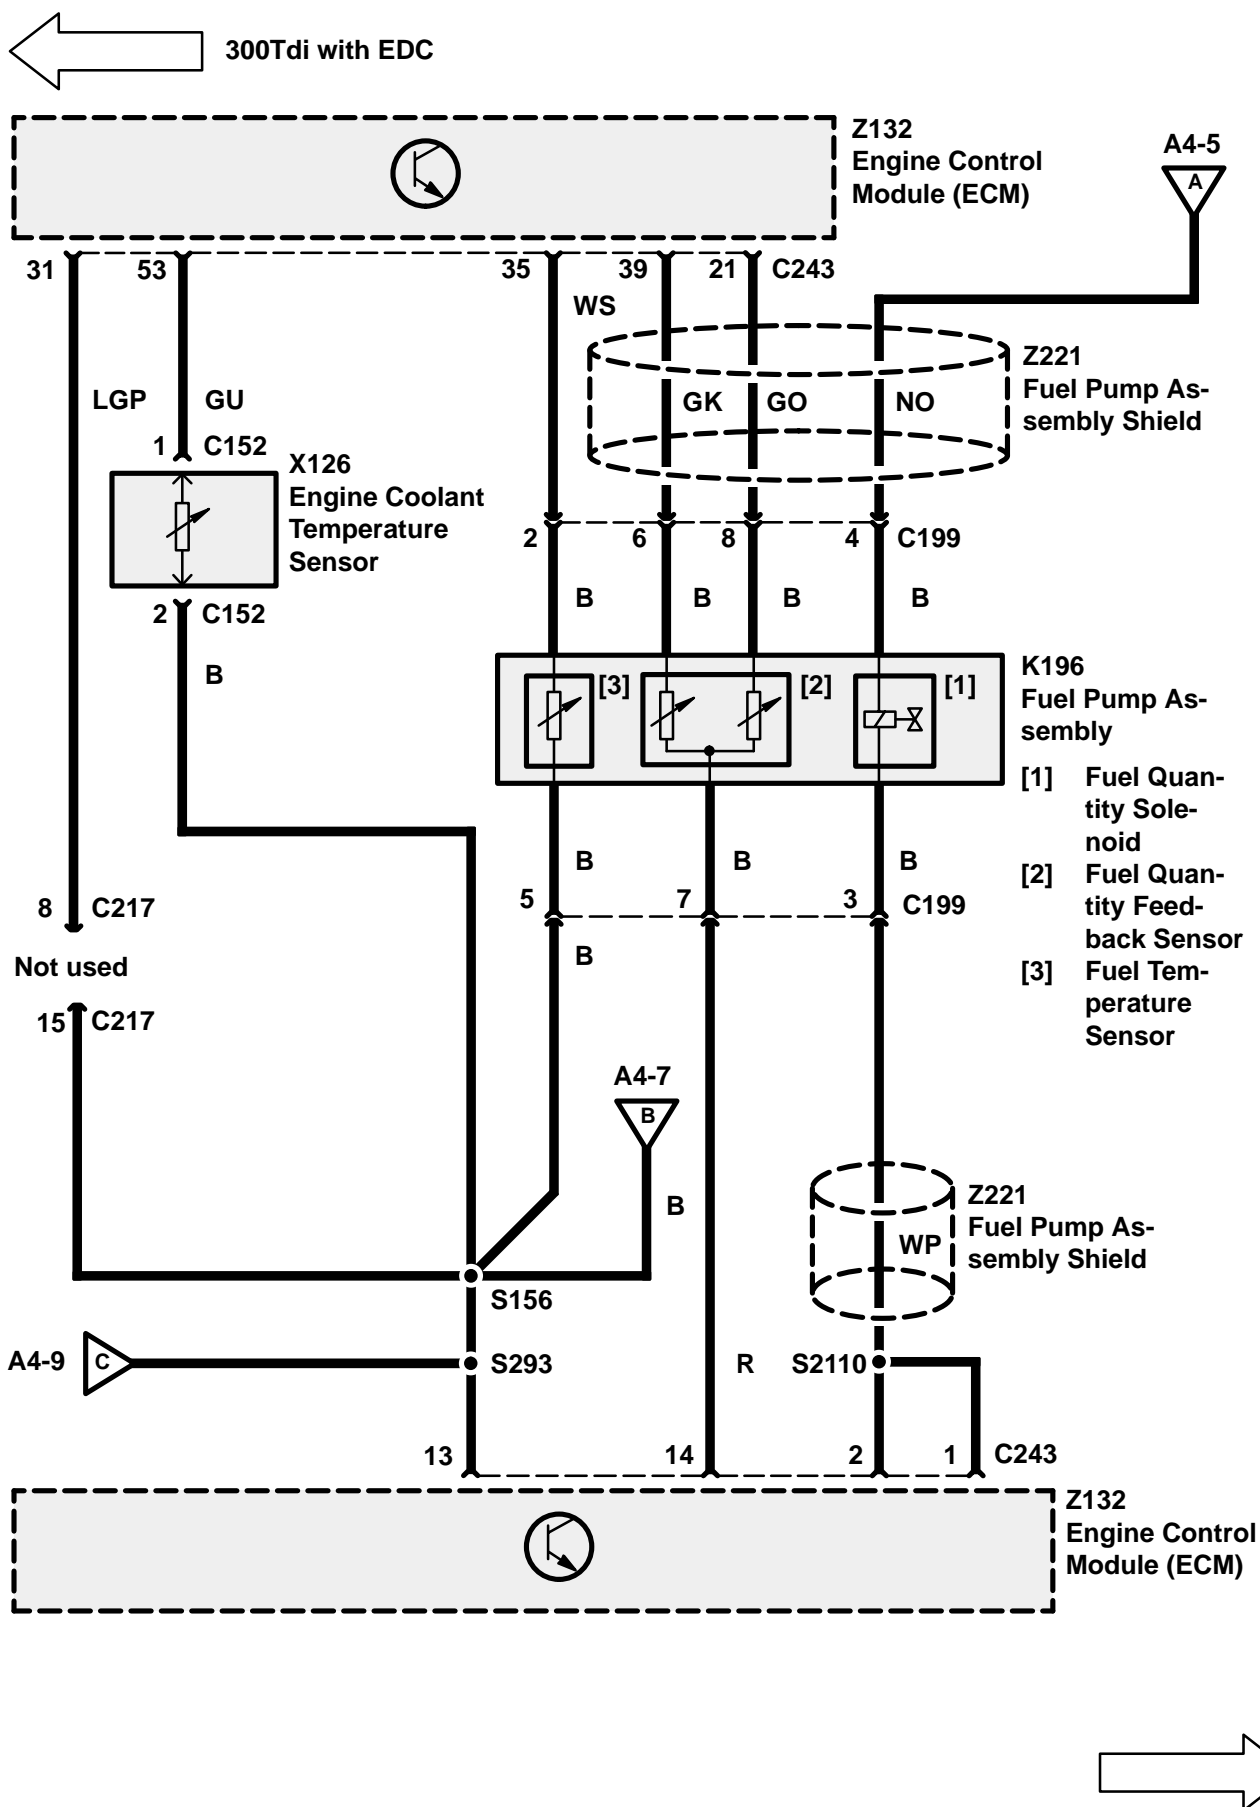 300Tdi with EDC
Z132
Engine Control
Module (ECM)
A4-5
A
31
53
35
39
21
C243
WS
Z221
Fuel Pump As-
sembly Shield
LGP
GU
GK
GO
NO
1
C152
X126
Engine Coolant
Temperature
Sensor
2
6
8
4
C199
B
B
B
B
2
C152
B
[3]
[2]
[1]
K196
Fuel Pump As-
sembly
[1] Fuel Quan-
tity Sole-
noid
[2] Fuel Quan-
tity Feed-
back Sensor
[3] Fuel Tem-
perature
Sensor
B
B
B
5
7
3
C199
8
C217
B
Not used
15
C217
A4-7
B
B
Z221
Fuel Pump As-
sembly Shield
WP
S156
A4-9
C
S293
R
S2110
13
14
2
1
C243
Z132
Engine Control
Module (ECM)